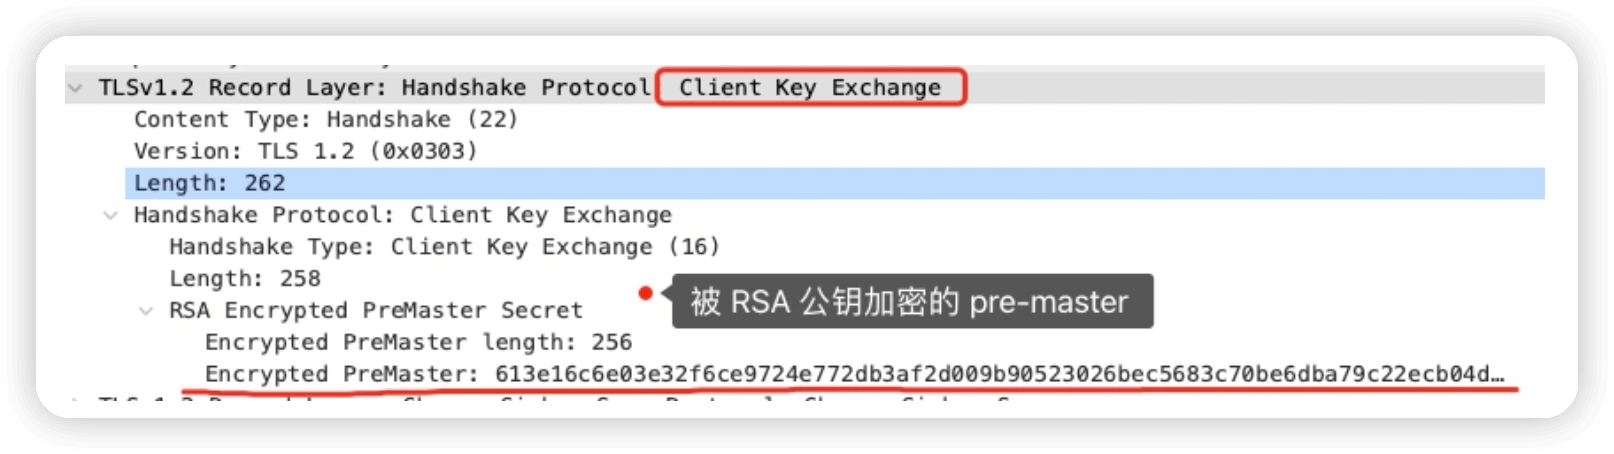 TLSv1.2 Record Layer: Handshake Protocol: Client Key Exchange
Content Type: Handshake (22)
Version: TLS 1.2 (0x0303)
Length: 262
Handshake Protocol: Client Key Exchange
Handshake Type: Client Key Exchange (16)
Length: 258
被 RSA 公钥加密的 pre-master
RSA Encrypted PreMaster Secret
Encrypted PreMaster length: 256
Encrypted PreMaster: 613e16c6e03e32f6ce9724e772db3af2d009b90523026bec5683c70be6dba79c22ecb04d…